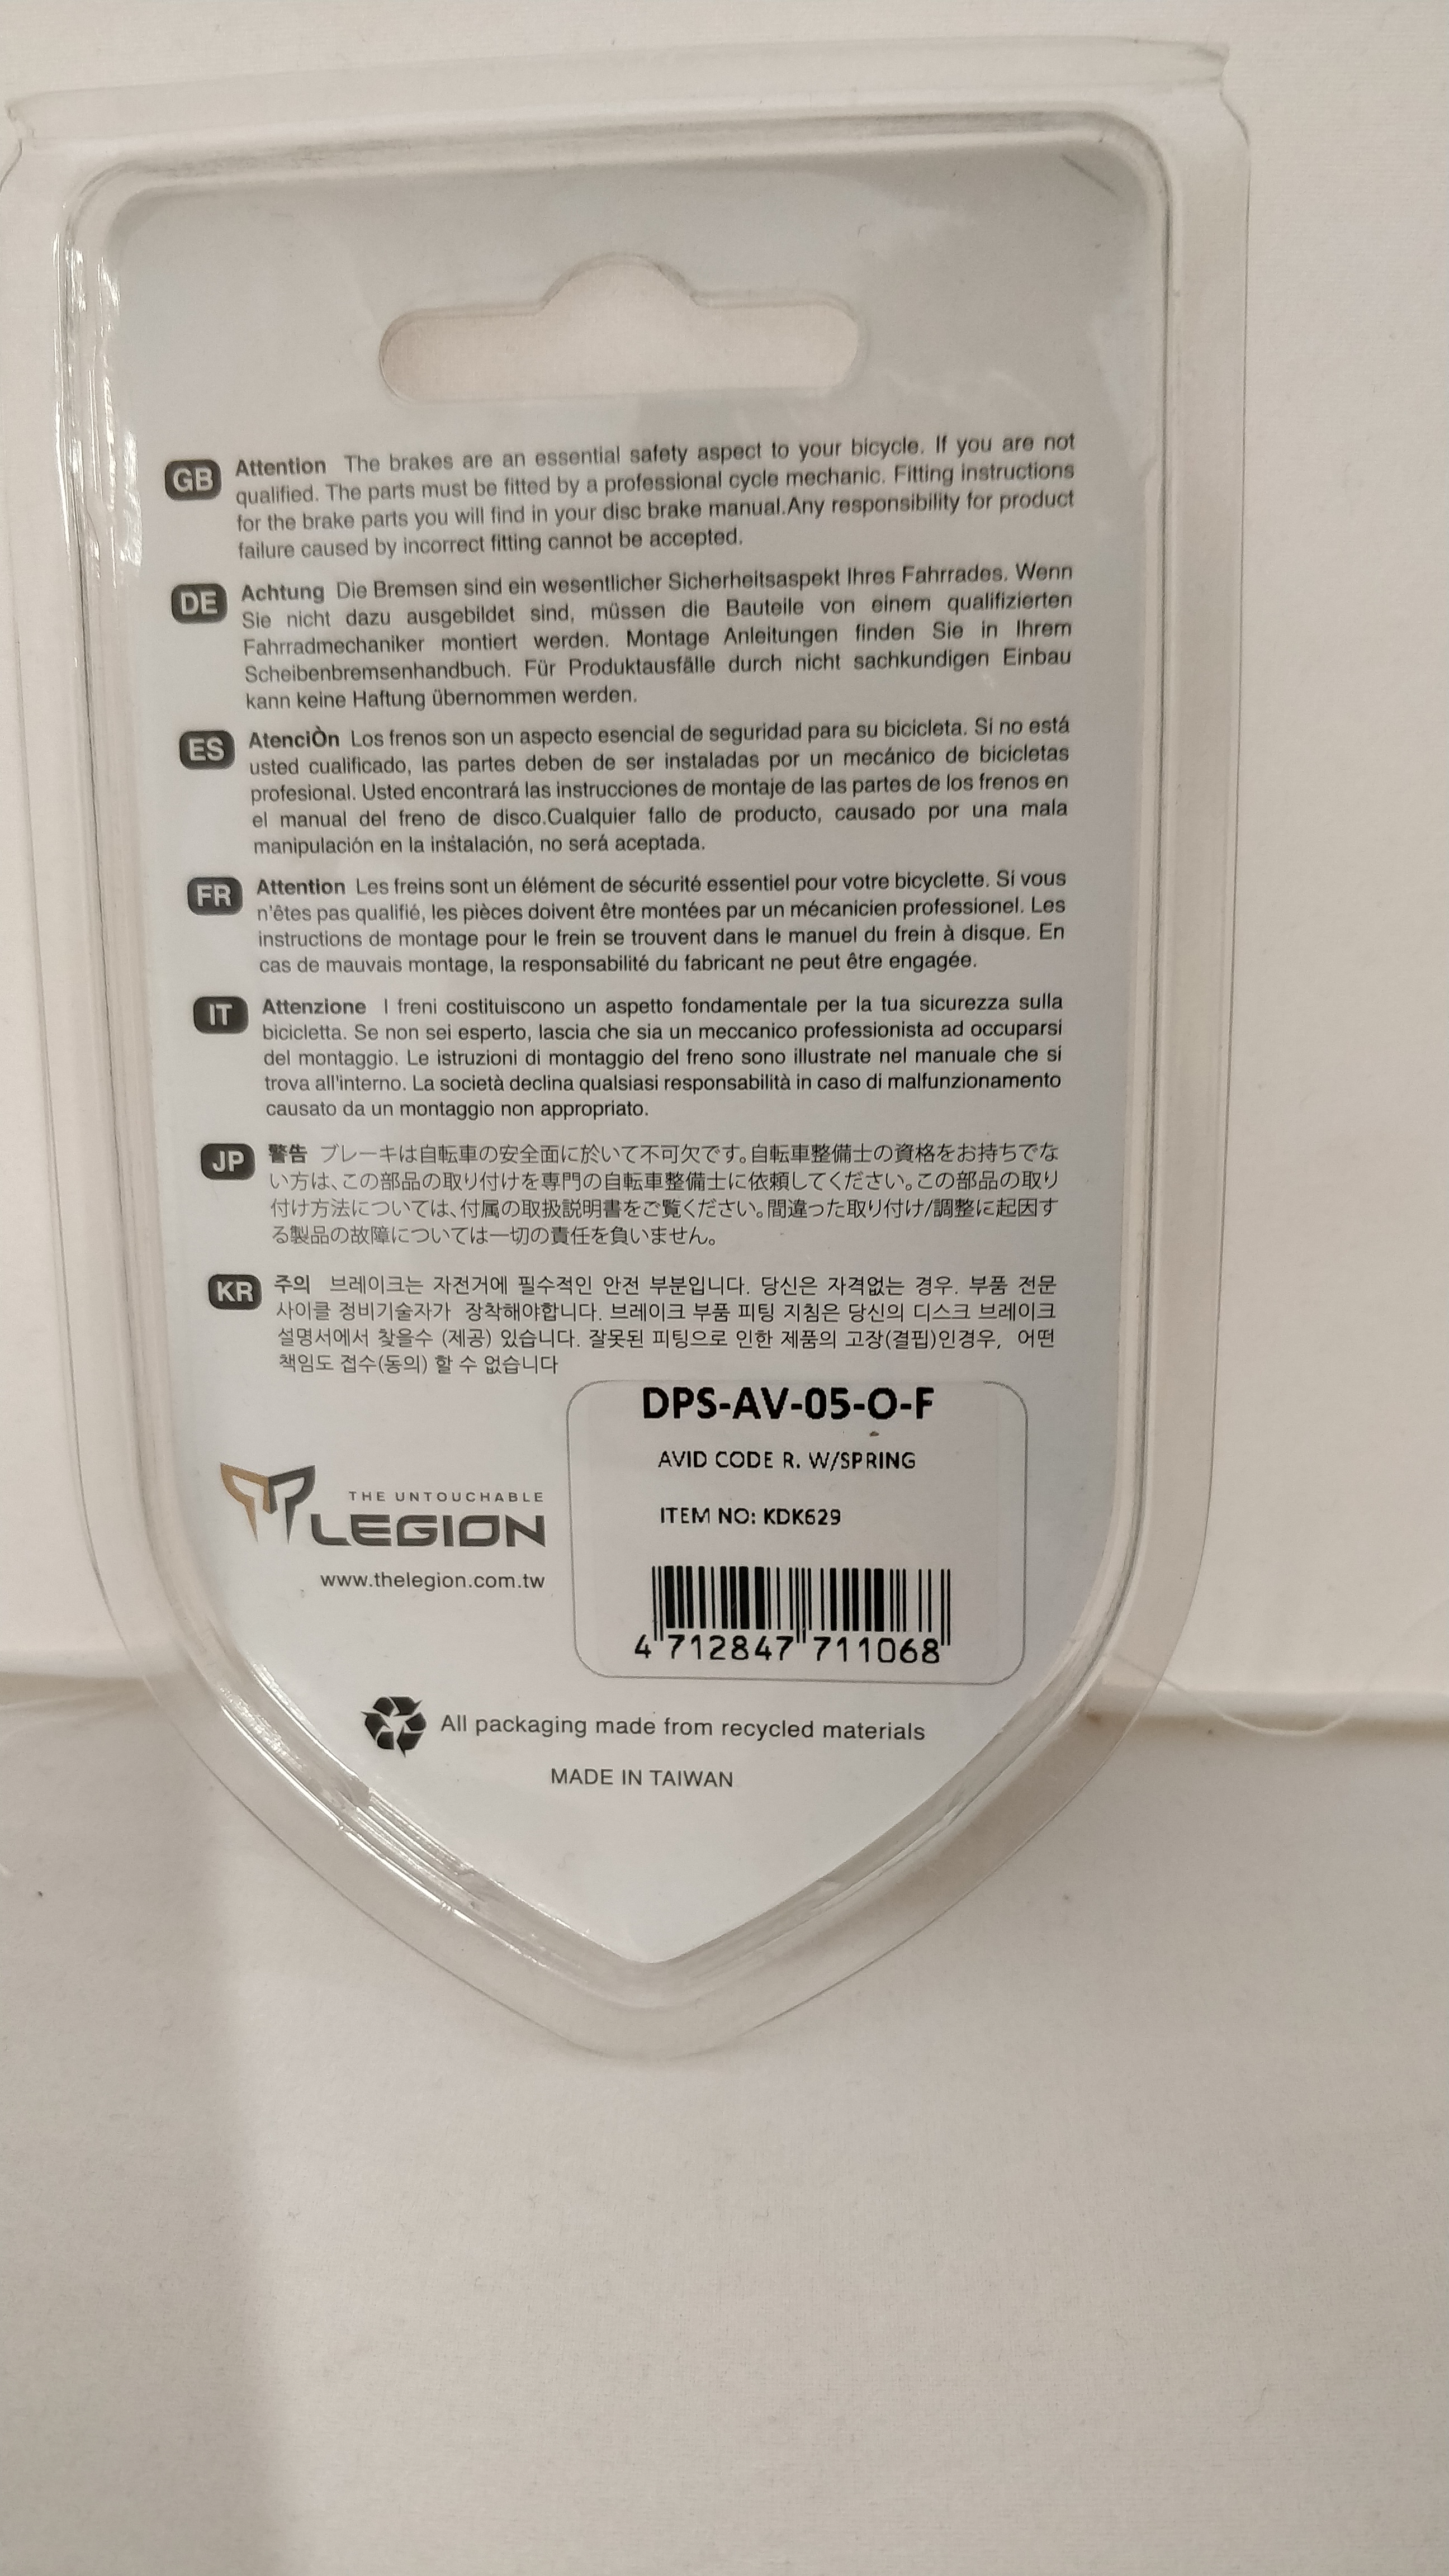 GB Attention The brakes are an essential safety aspect to your bicycle. If you are not
qualified. The parts must be fitted by a professional cycle mechanic. Fitting instructions
for the brake parts you will find in your disc brake manual.Any responsibility for product
failure caused by incorrect fitting cannot be accepted.
DE Achtung Die Bremsen sind ein wesentlicher Sicherheitsaspekt Ihres Fahrrades. Wenn
Sie nicht dazu ausgebildet sind, müssen die Bauteile von einem qualifizierten
Fahrradmechaniker montiert werden. Montage Anleitungen finden Sie in Ihrem
Scheibenbremsenhandbuch. Für Produktausfälle durch nicht sachkundigen Einbau
kann keine Haftung übernommen werden.
ES AtenciÒn Los frenos son un aspecto esencial de seguridad para su bicicleta. Si no está
usted cualificado, las partes deben de ser instaladas por un mecánico de bicicletas
profesional. Usted encontrará las instrucciones de montaje de las partes de los frenos en
el manual del freno de disco.Cualquier fallo de producto, causado por una mala
manipulación en la instalación, no será aceptada.
FR Attention Les freins sont un élément de sécurité essentiel pour votre bicyclette. Si vous
n'êtes pas qualifié, les pièces doivent être montées par un mécanicien professionel. Les
instructions de montage pour le frein se trouvent dans le manuel du frein à disque. En
cas de mauvais montage, la responsabilité du fabricant ne peut être engagée.
IT Attenzione I freni costituiscono un aspetto fondamentale per la tua sicurezza sulla
bicicletta. Se non sei esperto, lascia che sia un meccanico professionista ad occuparsi
del montaggio. Le istruzioni di montaggio del freno sono illustrate nel manuale che si
trova all'interno. La società declina qualsiasi responsabilità in caso di malfunzionamento
causato da un montaggio non appropriato.
JP 警告 ブレーキは自転車の安全面に於いて不可欠です。自転車整備士の資格をお持ちでな
い方は、この部品の取り付けを専門の自転車整備士に依頼してください。この部品の取り
付け方法については、付属の取扱説明書をご覧ください。間違った取り付け/調整に起因す
る製品の故障については一切の責任を負いません。
KR 주의 브레이크는 자전거에 필수적인 안전 부분입니다. 당신은 자격없는 경우. 부품 전문
사이클 정비기술자가 장착해야합니다. 브레이크 부품 피팅 지침은 당신의 디스크 브레이크
설명서에서 찾을수 (제공) 있습니다. 잘못된 피팅으로 인한 제품의 고장(결핍)인경우, 어떤
책임도 접수(동의) 할 수 없습니다
DPS-AV-05-O-F
AVID CODE R. W/SPRING
ITEM NO: KDK629
4 712847 711068
THE UNTOUCHABLE
LEGION
www.thelegion.com.tw
All packaging made from recycled materials
MADE IN TAIWAN